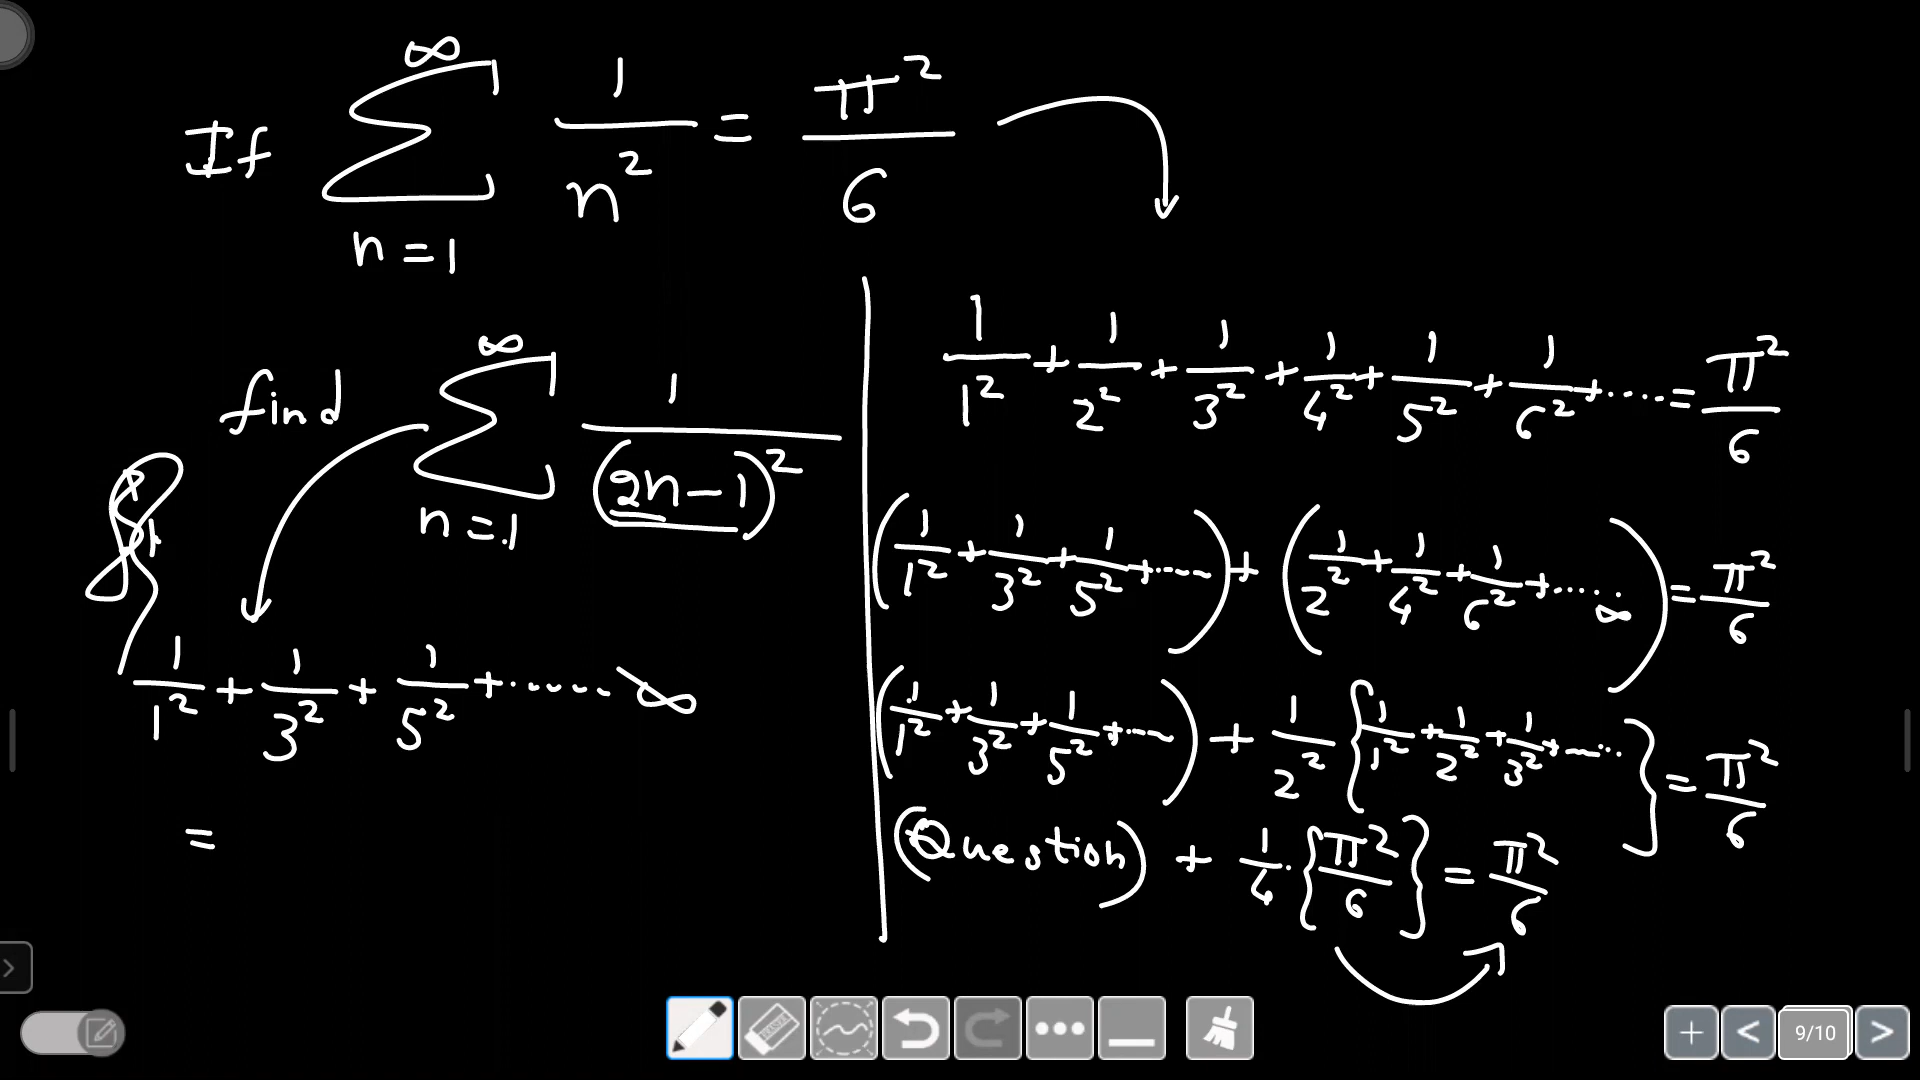 If ∞ Σ n=1 1/n² = π²/6
find ∞ Σ n=1 1/(2n-1)²
1/1² + 1/3² + 1/5² + ...... ∞
=
1/1² + 1/2² + 1/3² + 1/4² + 1/5² + 1/6² + ..... = π²/6
(1/1² + 1/3² + 1/5² + .....) + (1/2² + 1/4² + 1/6² + ..... ∞) = π²/6
(1/1² + 1/3² + 1/5² + ....) + 1/2² {1/1² + 1/2² + 1/3² + .....} = π²/6
(Question) + 1/4 · {π²/6} = π²/6
9/10